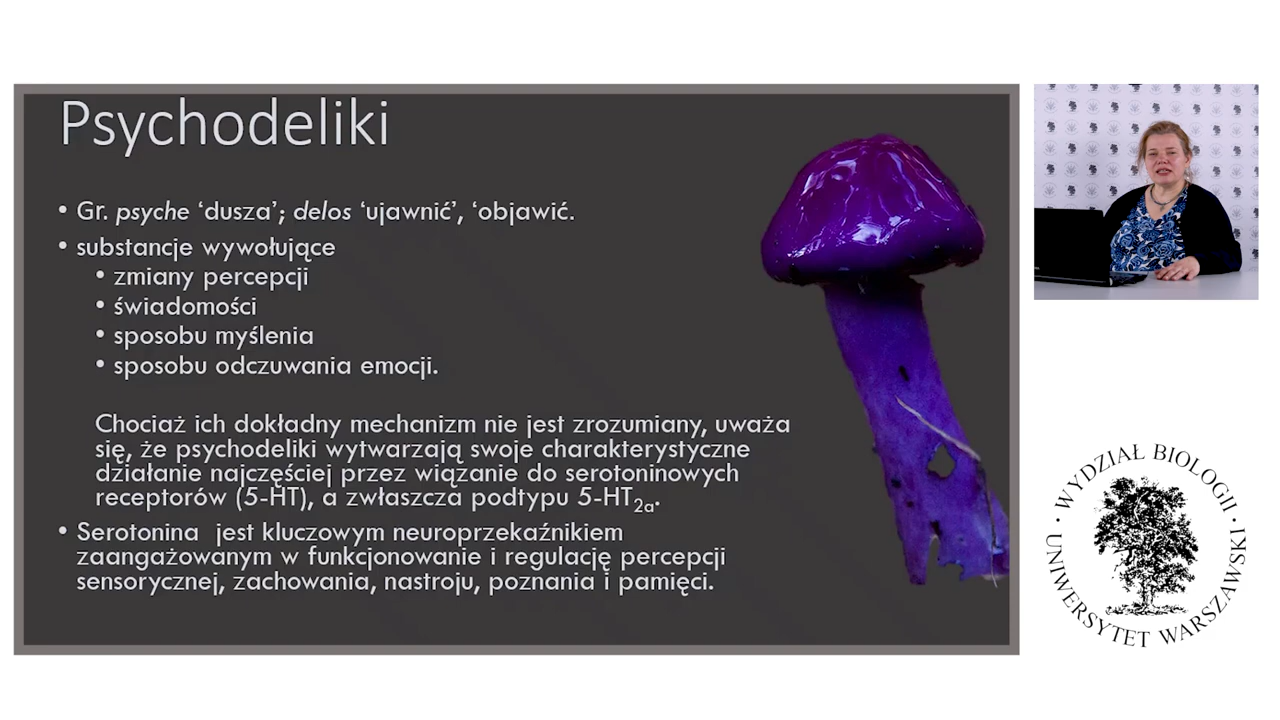 Psychodeliki
• Gr. psyche ‘dusza’; delos ‘ujawnić’, ‘objawić.
• substancje wywołujące
• zmiany percepcji
• świadomości
• sposobu myślenia
• sposobu odczuwania emocji.
Chociaż ich dokładny mechanizm nie jest zrozumiany, uważa
się, że psychodeliki wytwarzają swoje charakterystyczne
działanie najczęściej przez wiązanie do serotoninowych
receptorów (5-HT), a zwłaszcza podtypu 5-HT2a.
• Serotonina jest kluczowym neuroprzekaźnikiem
zaangażowanym w funkcjonowanie i regulację percepcji
sensorycznej, zachowania, nastroju, poznania i pamięci.
• WYDZIAŁ BIOLOGII •
UNIWERSYTET WARSZAWSKI